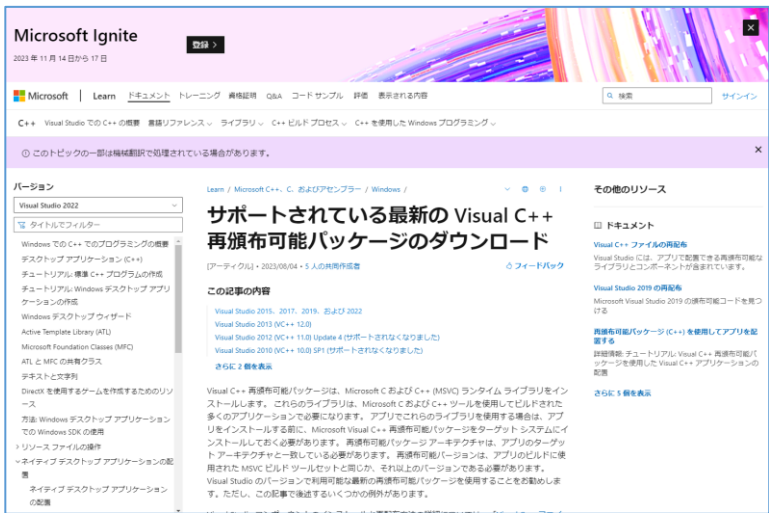 Microsoft Ignite
2023 年 11 月 14 日から 17 日
登録 >
Microsoft | Learn ドキュメント トレーニング 資格証明 Q&A コード サンプル 評価 表示される内容
検索
サインイン
C++ Visual Studio での C++ の概要 言語リファレンス ライブラリ C++ ビルド プロセス C++ を使用した Windows プログラミング
このトピックの一部は機械翻訳で処理されている場合があります。
バージョン
Visual Studio 2022
タイトルでフィルター
Windows での C++ でのプログラミングの概要
デスクトップ アプリケーション (C++)
チュートリアル: 標準 C++ プログラムの作成
チュートリアル: Windows デスクトップ アプリケーションの作成
Windows デスクトップ ウィザード
Active Template Library (ATL)
Microsoft Foundation Classes (MFC)
ATL と MFC の共有クラス
テキストと文字列
DirectX を使用するゲームを作成するためのリソース
方法: Windows デスクトップ アプリケーションでの Windows SDK の使用
リソース ファイルの操作
ネイティブ デスクトップ アプリケーションの配置
ネイティブ デスクトップ アプリケーションの配置
Learn / Microsoft C++、C、およびアセンブラー / Windows /
サポートされている最新の Visual C++
再頒布可能パッケージのダウンロード
[アーティクル] • 2023/08/04 • 5 人の共同作成者
フィードバック
この記事の内容
Visual Studio 2015、2017、2019、および 2022
Visual Studio 2013 (VC++ 12.0)
Visual Studio 2012 (VC++ 11.0) Update 4 (サポートされなくなりました)
Visual Studio 2010 (VC++ 10.0) SP1 (サポートされなくなりました)
さらに 2 個を表示
Visual C++ 再頒布可能パッケージは、Microsoft C および C++ (MSVC) ランタイム ライブラリをイン
ストールします。 これらのライブラリは、Microsoft C および C++ ツールを使用してビルドされた
多くのアプリケーションで必要になります。 アプリでこれらのライブラリを使用する場合は、アプ
リをインストールする前に、Microsoft Visual C++ 再頒布可能パッケージをターゲット システムにイ
ンストールしておく必要があります。 再頒布可能パッケージ アーキテクチャは、アプリのターゲッ
ト アーキテクチャと一致している必要があります。 再頒布可能バージョンは、アプリのビルドに使
用された MSVC ビルド ツールセットと同じか、それ以上のバージョンである必要があります。
Visual Studio のバージョンで利用可能な最新の再頒布可能パッケージを使用することをお勧めしま
す。ただし、この記事で後述するいくつかの例外があります。
その他のリソース
ドキュメント
Visual C++ ファイルの再配布
Visual Studio には、アプリで配置できる再頒布可能な
ライブラリとコンポーネントが含まれています。
Visual Studio 2019 の再配布
Microsoft Visual Studio 2019 の頒布可能コードを見つ
ける
再頒布可能パッケージ (C++) を使用してアプリを配
置する
詳細情報: チュートリアル: Visual C++ 再頒布可能パッ
ケージを使用した Visual C++ アプリケーションの
配置
さらに 5 個を表示